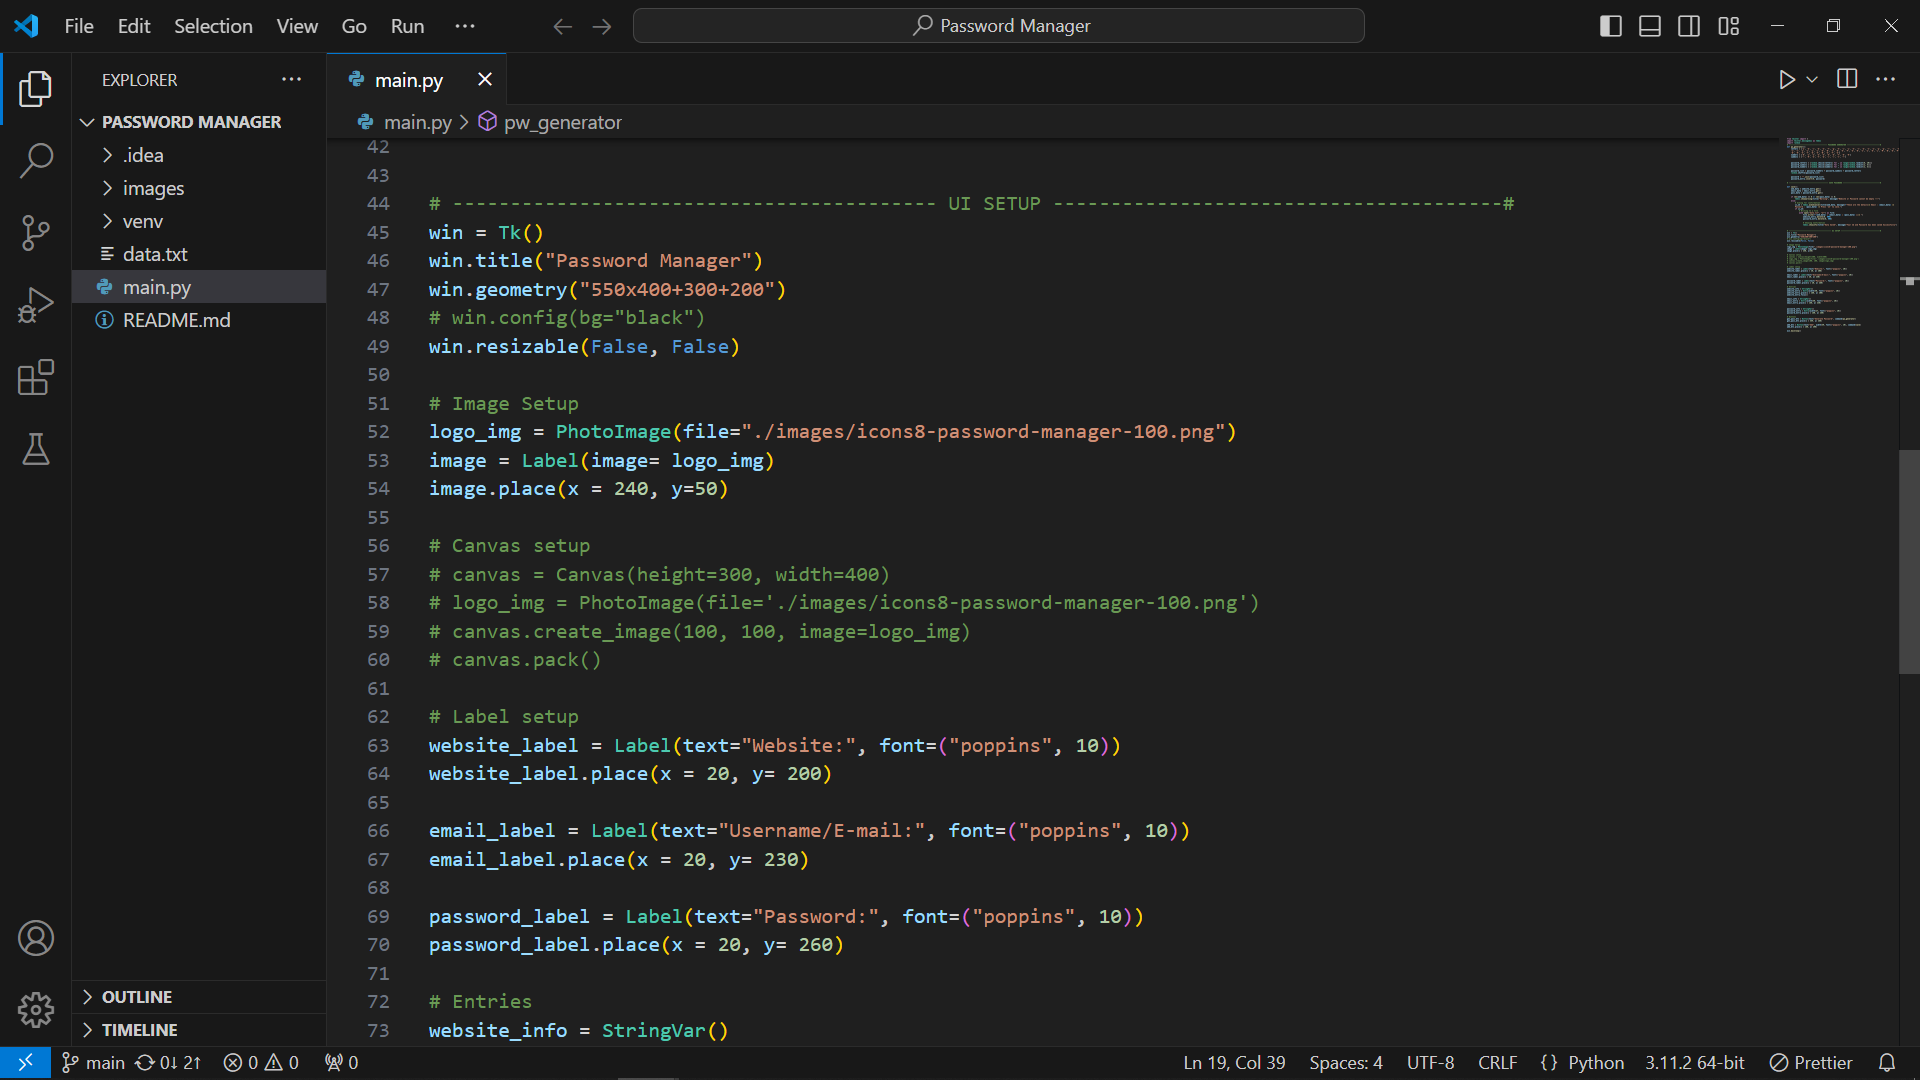 File Edit Selection View Go Run ··· Password Manager
EXPLORER ···
PASSWORD MANAGER
.idea
images
venv
data.txt
main.py
README.md
OUTLINE
TIMELINE
main.py
main.py > pw_generator
42
43
44 # ------------------------------------------ UI SETUP ---------------------------------------#
45 win = Tk()
46 win.title("Password Manager")
47 win.geometry("550x400+300+200")
48 # win.config(bg="black")
49 win.resizable(False, False)
50
51 # Image Setup
52 logo_img = PhotoImage(file="./images/icons8-password-manager-100.png")
53 image = Label(image= logo_img)
54 image.place(x = 240, y=50)
55
56 # Canvas setup
57 # canvas = Canvas(height=300, width=400)
58 # logo_img = PhotoImage(file='./images/icons8-password-manager-100.png')
59 # canvas.create_image(100, 100, image=logo_img)
60 # canvas.pack()
61
62 # Label setup
63 website_label = Label(text="Website:", font=("poppins", 10))
64 website_label.place(x = 20, y= 200)
65
66 email_label = Label(text="Username/E-mail:", font=("poppins", 10))
67 email_label.place(x = 20, y= 230)
68
69 password_label = Label(text="Password:", font=("poppins", 10))
70 password_label.place(x = 20, y= 260)
71
72 # Entries
73 website_info = StringVar()
main 0↓ 2↑ 0 0 0 Ln 19, Col 39 Spaces: 4 UTF-8 CRLF {} Python 3.11.2 64-bit Prettier